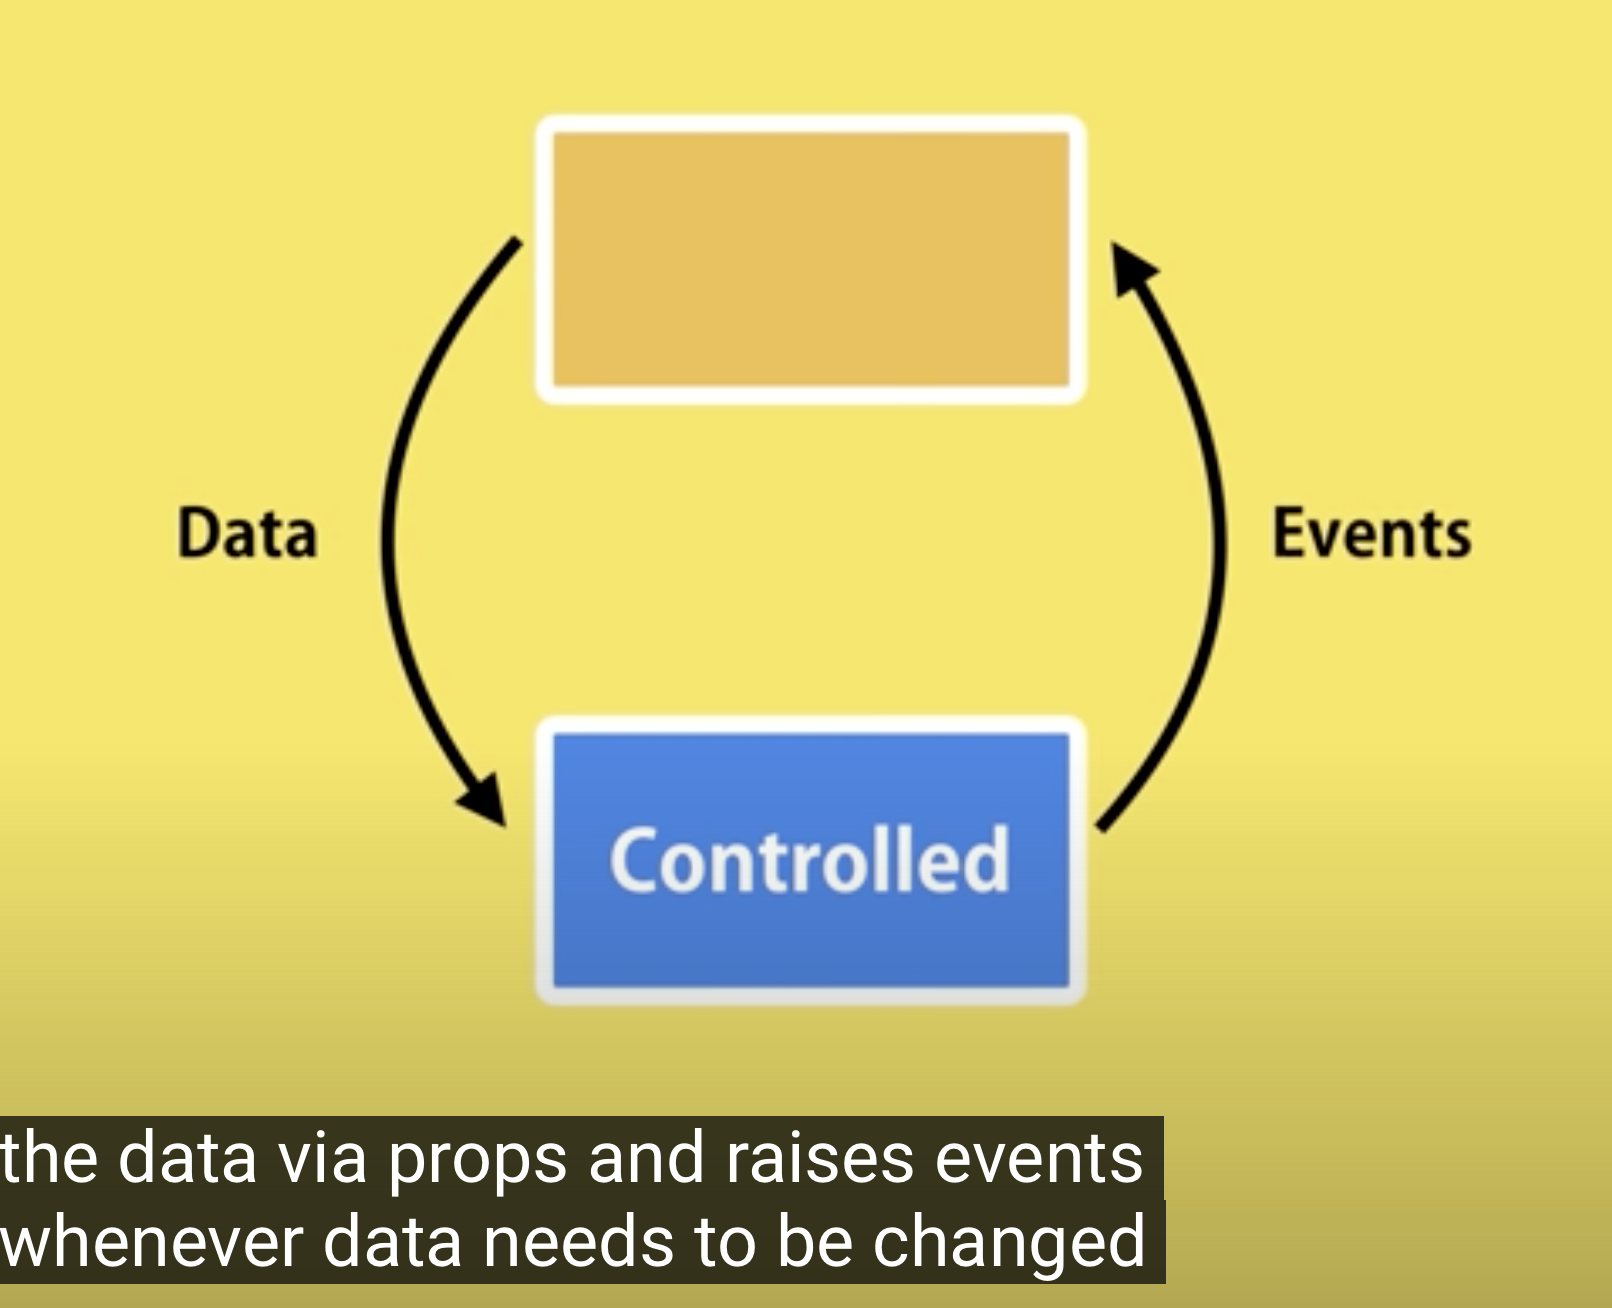 Data
Events
Controlled
the data via props and raises events
whenever data needs to be changed